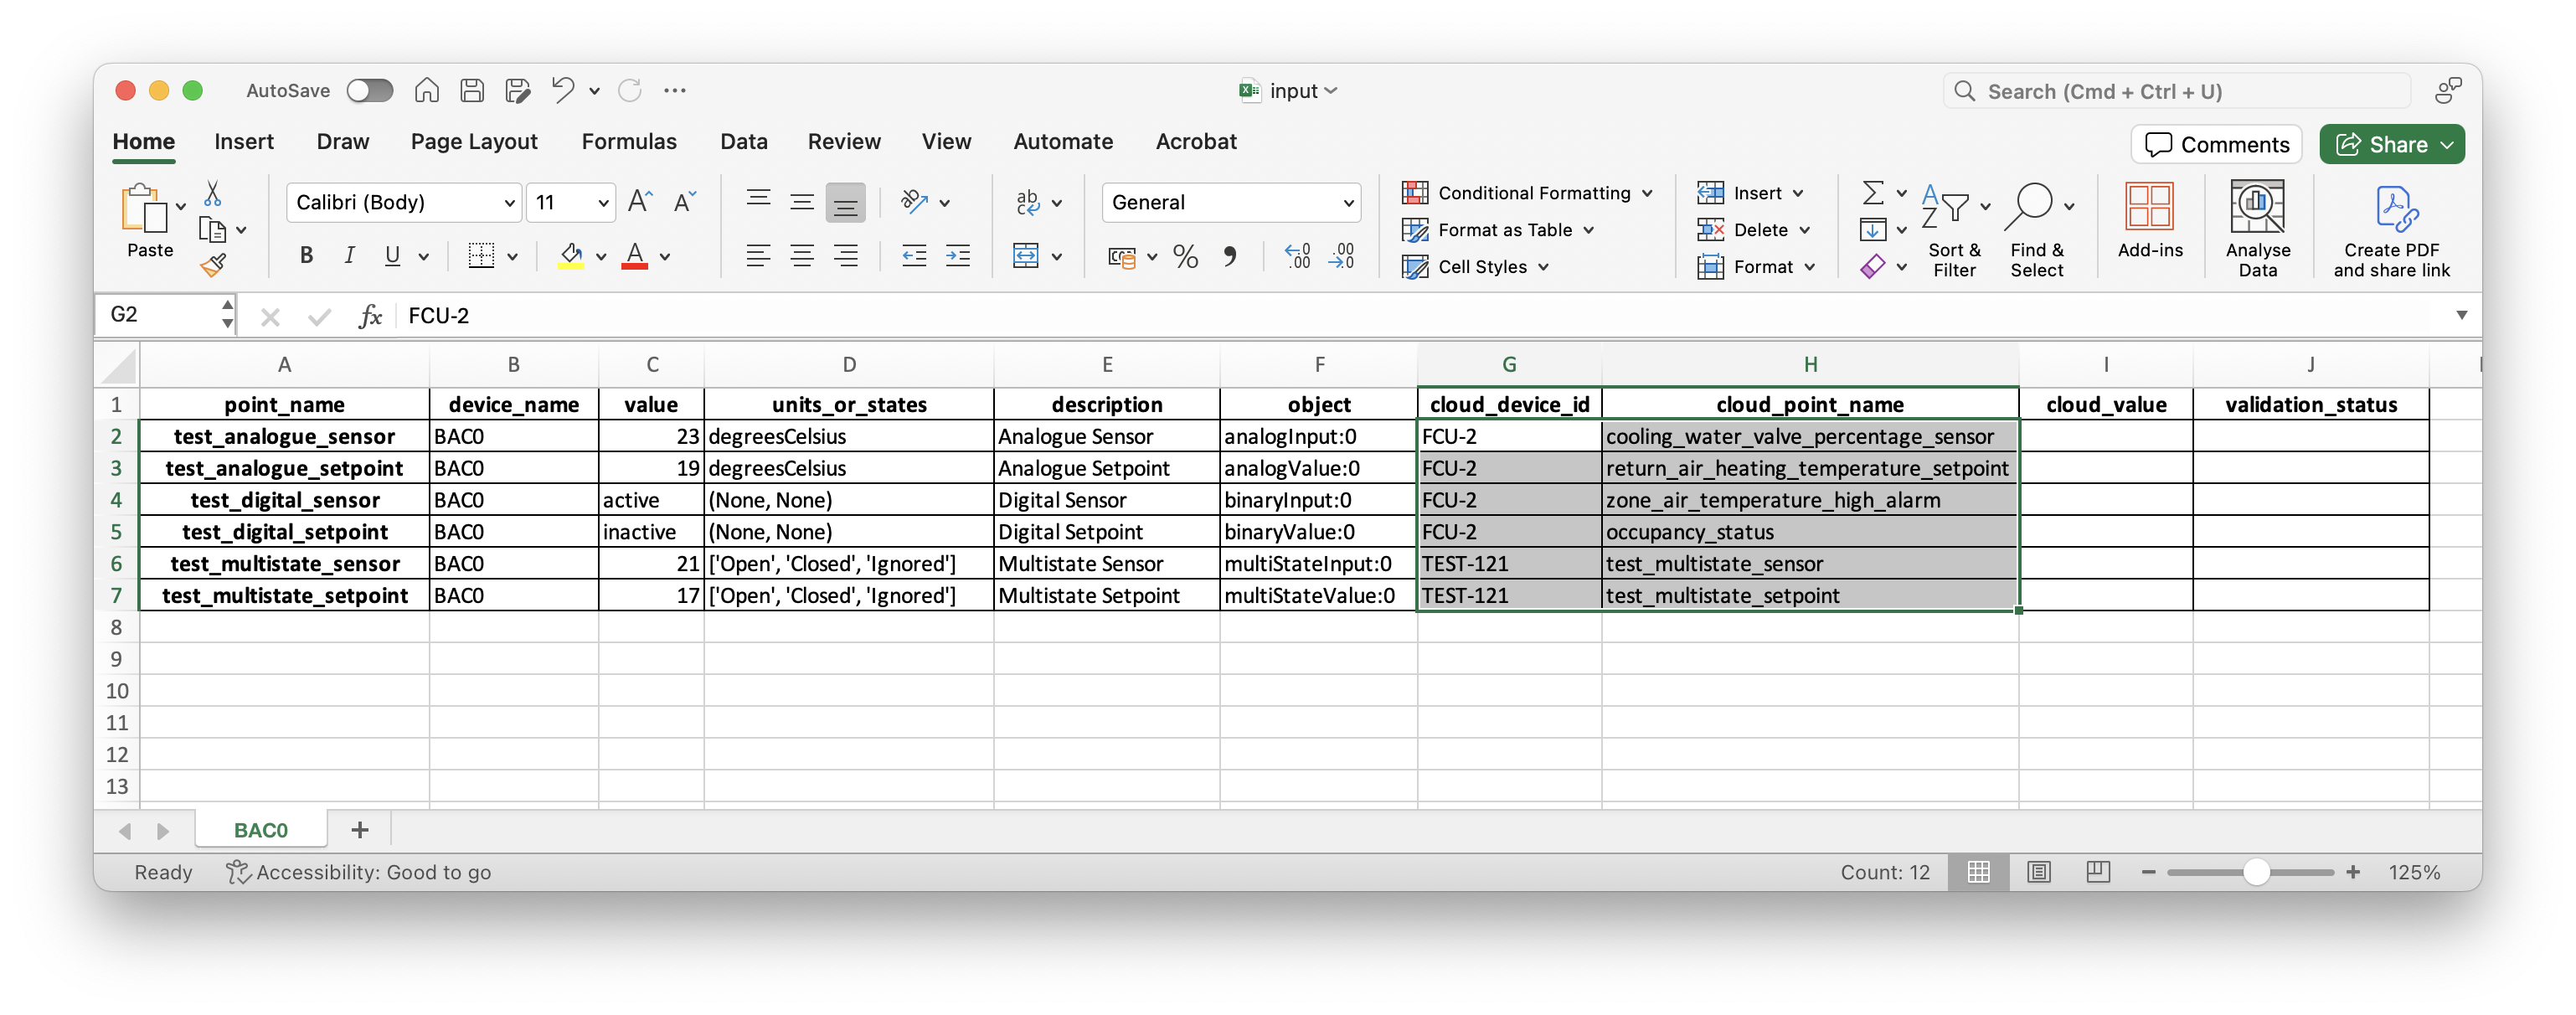 AutoSave input Search (Cmd + Ctrl + U)
Home Insert Draw Page Layout Formulas Data Review View Automate Acrobat Comments Share
Paste Calibri (Body) 11 General Conditional Formatting Format as Table Cell Styles Insert Delete Format Sort & Filter Find & Select Add-ins Analyse Data Create PDF and share link
G2 fx FCU-2
A B C D E F G H I J
1 point_name device_name value units_or_states description object cloud_device_id cloud_point_name cloud_value validation_status
2 test_analogue_sensor BAC0 23 degreesCelsius Analogue Sensor analogInput:0 FCU-2 cooling_water_valve_percentage_sensor
3 test_analogue_setpoint BAC0 19 degreesCelsius Analogue Setpoint analogValue:0 FCU-2 return_air_heating_temperature_setpoint
4 test_digital_sensor BAC0 active (None, None) Digital Sensor binaryInput:0 FCU-2 zone_air_temperature_high_alarm
5 test_digital_setpoint BAC0 inactive (None, None) Digital Setpoint binaryValue:0 FCU-2 occupancy_status
6 test_multistate_sensor BAC0 21 ['Open', 'Closed', 'Ignored'] Multistate Sensor multiStateInput:0 TEST-121 test_multistate_sensor
7 test_multistate_setpoint BAC0 17 ['Open', 'Closed', 'Ignored'] Multistate Setpoint multiStateValue:0 TEST-121 test_multistate_setpoint
8
9
10
11
12
13
BAC0
Ready Accessibility: Good to go Count: 12 125%